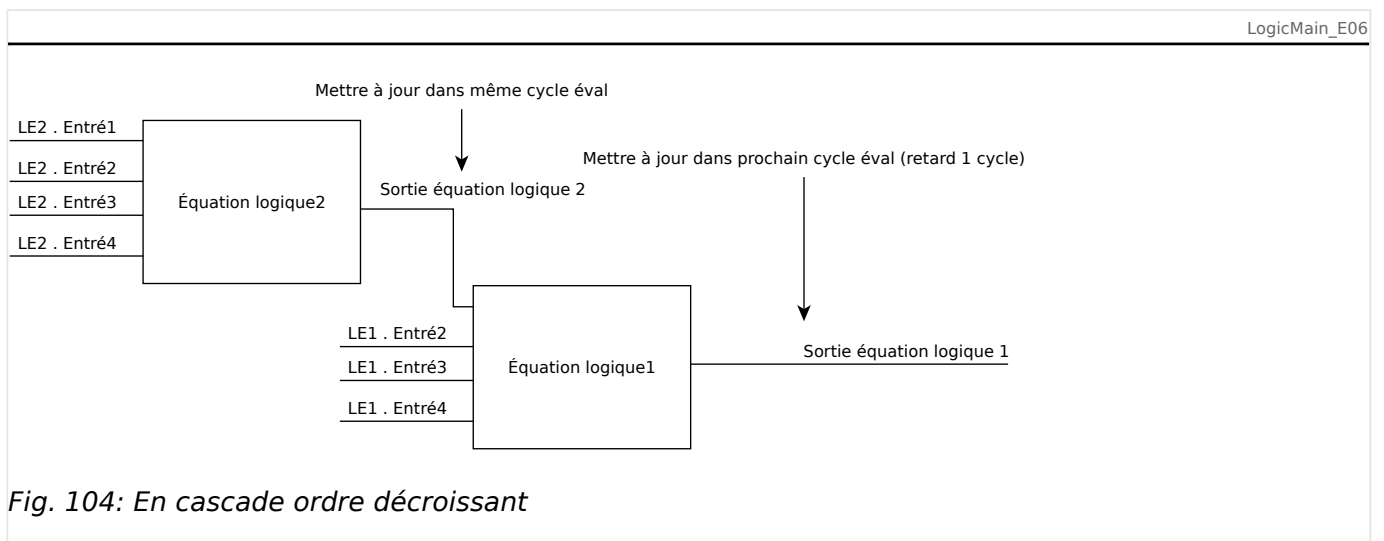 LogicMain_E06
Mettre à jour dans même cycle éval
LE2 . Entré1
Mettre à jour dans prochain cycle éval (retard 1 cycle)
LE2 . Entré2
Sortie équation logique 2
LE2 . Entré3
Équation logique2
LE2 . Entré4
LE1 . Entré2
Sortie équation logique 1
LE1 . Entré3
Équation logique1
LE1 . Entré4
Fig. 104: En cascade ordre décroissant